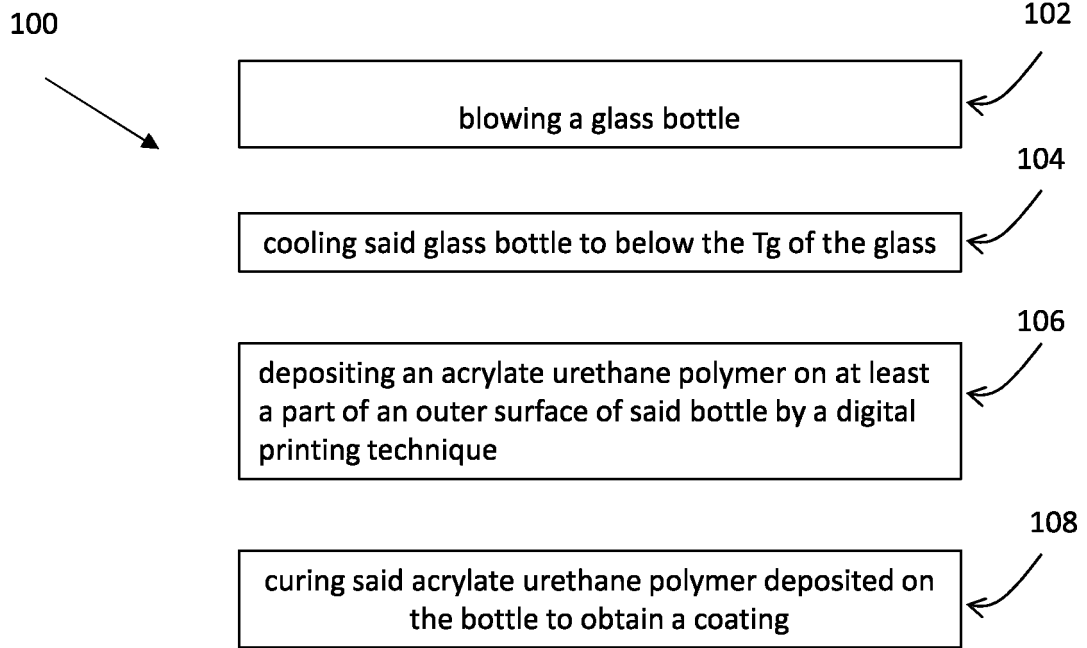 100
102
blowing a glass bottle
104
cooling said glass bottle to below the Tg of the glass
106
depositing an acrylate urethane polymer on at least
a part of an outer surface of said bottle by a digital
printing technique
108
curing said acrylate urethane polymer deposited on
the bottle to obtain a coating